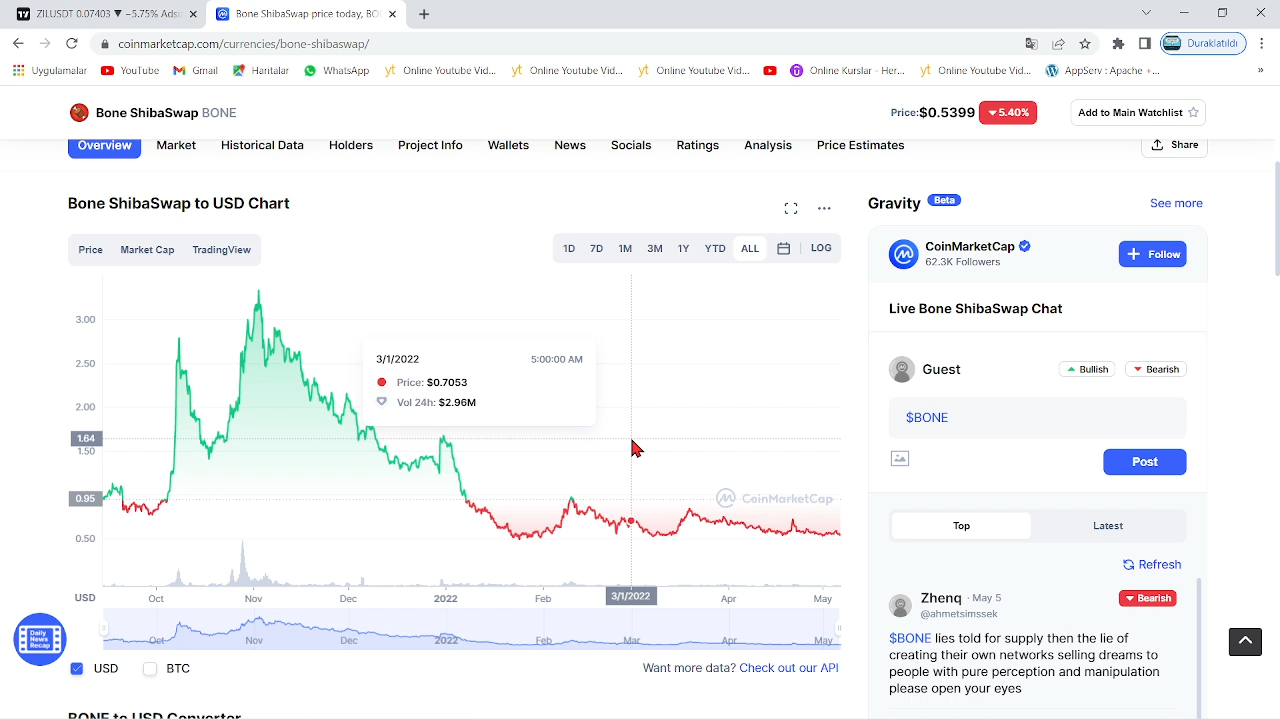 ZILUSDT 0.07403 ▼ −5.75% Ads
Bone ShibaSwap price today, BO
coinmarketcap.com/currencies/bone-shibaswap/
Duraklatıldı
Uygulamalar
YouTube
Gmail
Haritalar
WhatsApp
Online Youtube Vid...
Online Youtube Vid...
Online Youtube Vid...
Online Kurslar - Her...
Online Youtube Vid...
AppServ : Apache +...
»
Bone ShibaSwap BONE
Price:$0.5399
▼5.40%
Add to Main Watchlist
Overview
Market
Historical Data
Holders
Project Info
Wallets
News
Socials
Ratings
Analysis
Price Estimates
Share
Bone ShibaSwap to USD Chart
Price
Market Cap
TradingView
1D
7D
1M
3M
1Y
YTD
ALL
LOG
3.00
2.50
2.00
1.64
1.50
0.95
0.50
3/1/2022
5:00:00 AM
Price: $0.7053
Vol 24h: $2.96M
CoinMarketCap
USD
Oct
Nov
Dec
2022
Feb
3/1/2022
Apr
May
Oct
Nov
Dec
2022
Feb
Mar
Apr
May
Daily
News
Recap
USD
BTC
Want more data? Check out our API
BONE to USD Converter
Gravity
Beta
See more
CoinMarketCap
62.3K Followers
+ Follow
Live Bone ShibaSwap Chat
Guest
Bullish
Bearish
$BONE
Post
Top
Latest
Refresh
Zhenq · May 5
Bearish
@ahmetsimssek
$BONE lies told for supply then the lie of
creating their own networks selling dreams to
people with pure perception and manipulation
please open your eyes